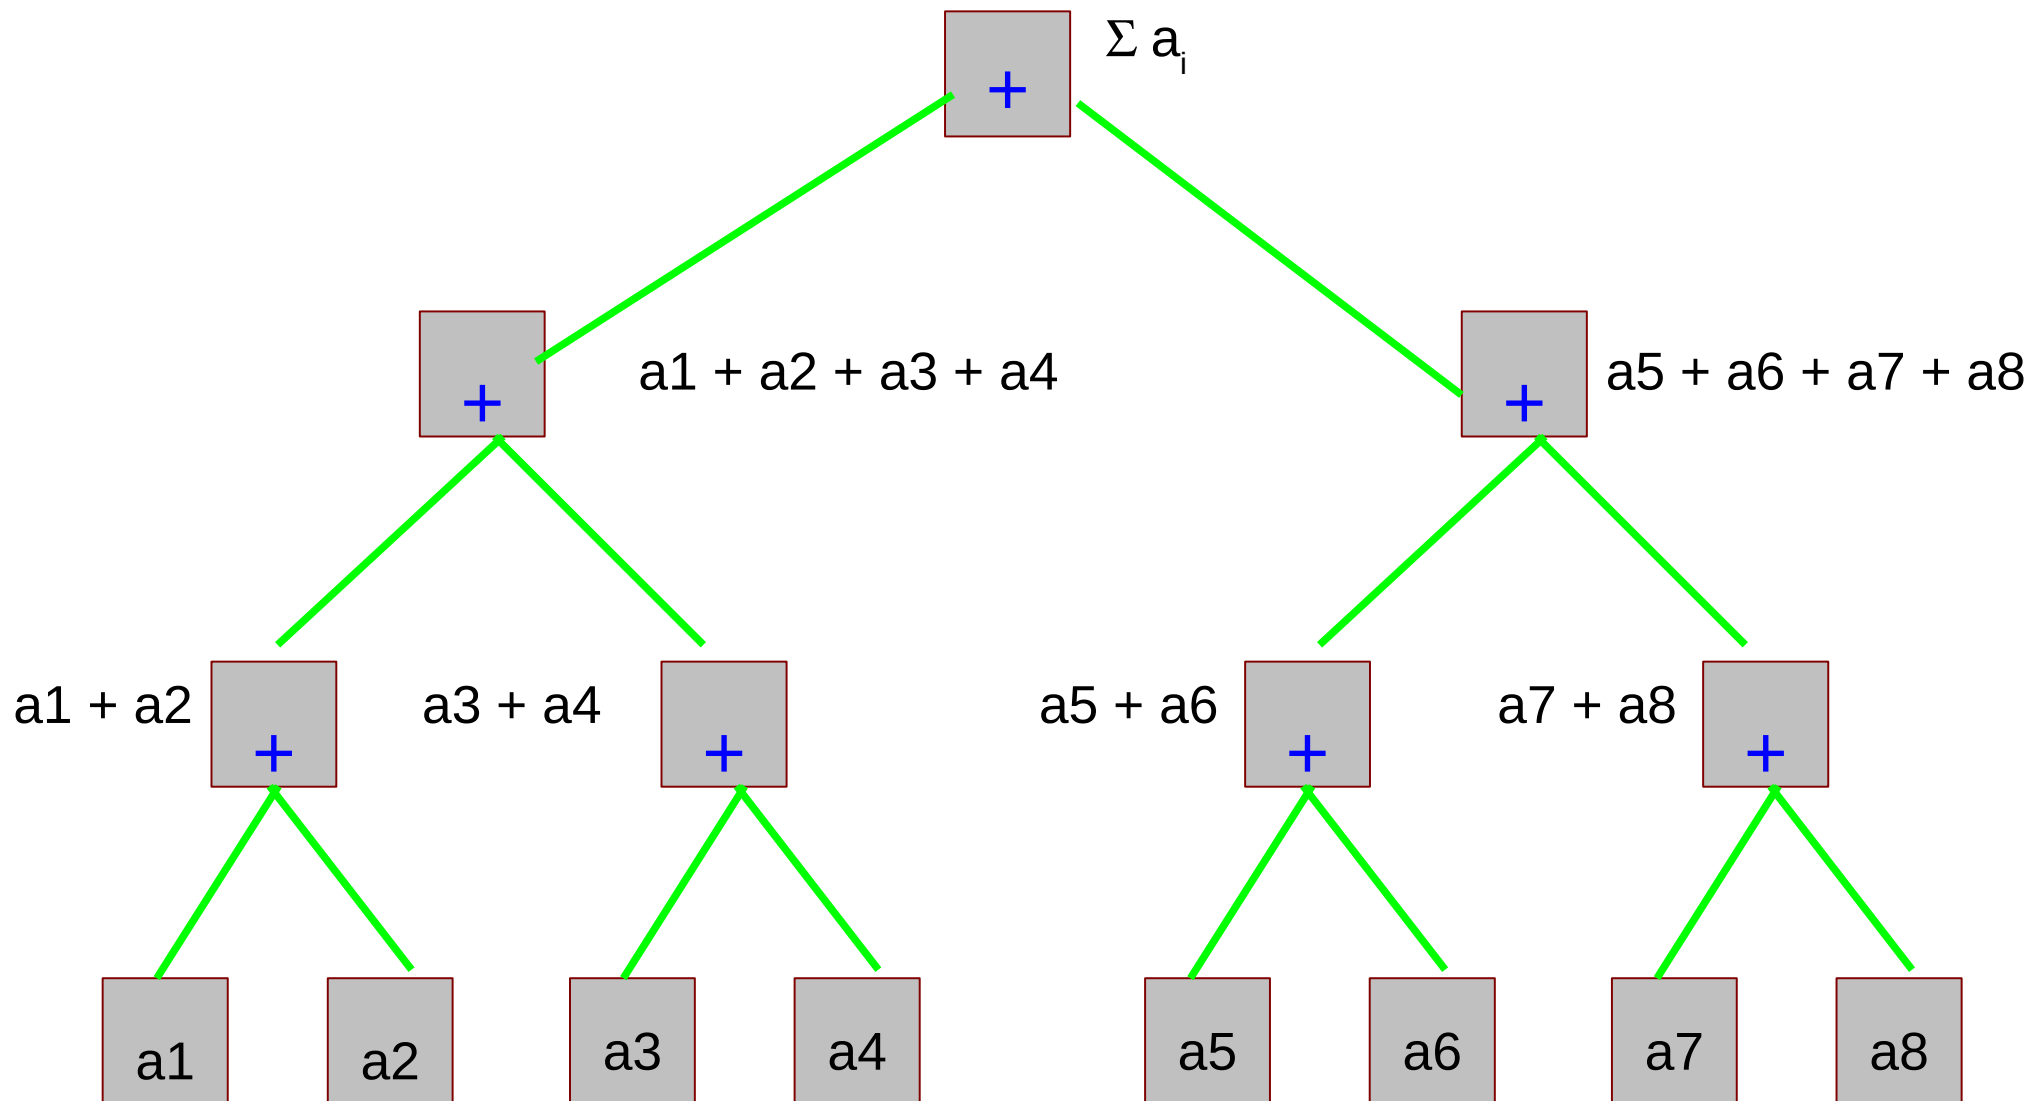 Σ ai
+
a1 + a2 + a3 + a4
a5 + a6 + a7 + a8
+
+
a1 + a2
a3 + a4
a5 + a6
a7 + a8
+
+
+
+
a1
a2
a3
a4
a5
a6
a7
a8